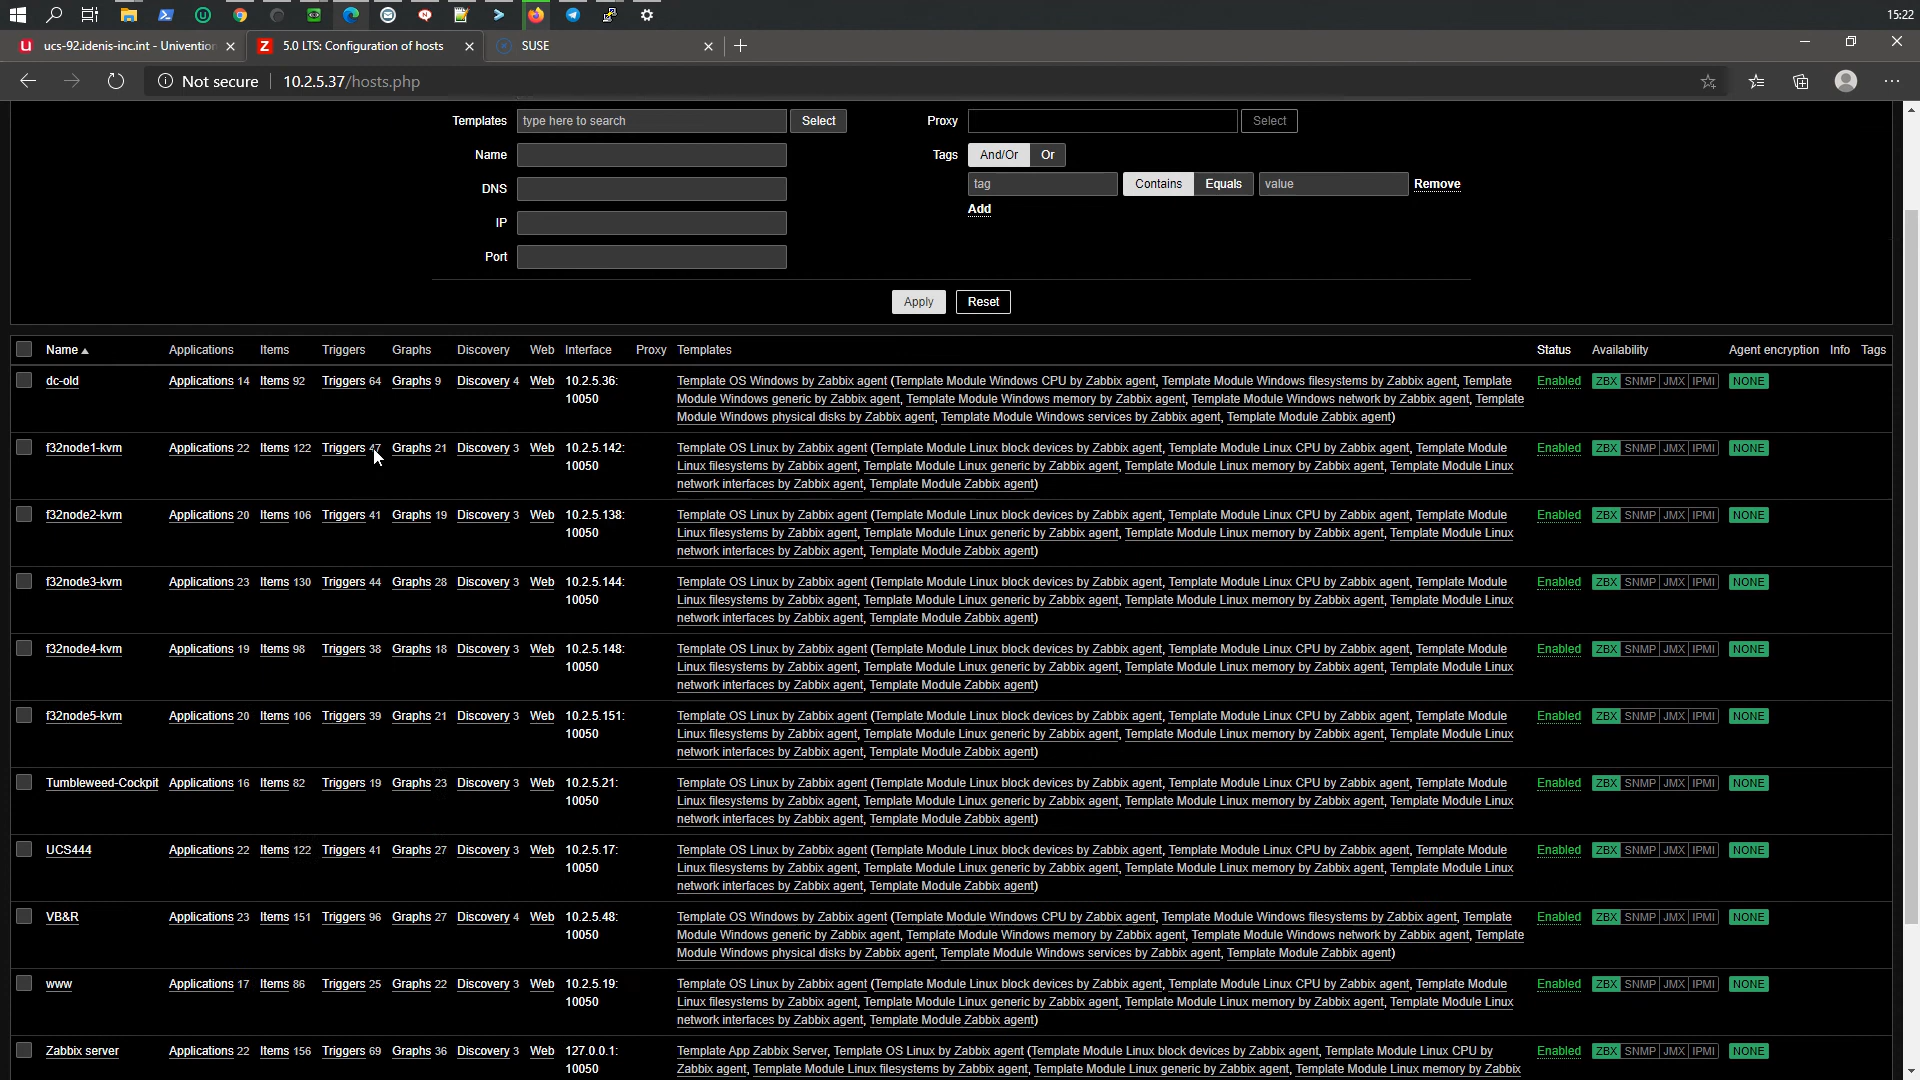 15:22
ucs-92.idenis-inc.int - Univention
5.0 LTS: Configuration of hosts
SUSE
Not secure 10.2.5.37/hosts.php
Templates type here to search Select Proxy Select
Name Tags And/Or Or
DNS tag Contains Equals value Remove
Add
IP
Port
Apply Reset
Name Applications Items Triggers Graphs Discovery Web Interface Proxy Templates Status Availability Agent encryption Info Tags
dc-old Applications 14 Items 92 Triggers 64 Graphs 9 Discovery 4 Web 10.2.5.36: Template OS Windows by Zabbix agent (Template Module Windows CPU by Zabbix agent, Template Module Windows filesystems by Zabbix agent, Template Enabled ZBX SNMP JMX IPMI NONE
10050 Module Windows generic by Zabbix agent, Template Module Windows memory by Zabbix agent, Template Module Windows network by Zabbix agent, Template
Module Windows physical disks by Zabbix agent, Template Module Windows services by Zabbix agent, Template Module Zabbix agent)
f32node1-kvm Applications 22 Items 122 Triggers 47 Graphs 21 Discovery 3 Web 10.2.5.142: Template OS Linux by Zabbix agent (Template Module Linux block devices by Zabbix agent, Template Module Linux CPU by Zabbix agent, Template Module Enabled ZBX SNMP JMX IPMI NONE
10050 Linux filesystems by Zabbix agent, Template Module Linux generic by Zabbix agent, Template Module Linux memory by Zabbix agent, Template Module Linux
network interfaces by Zabbix agent, Template Module Zabbix agent)
f32node2-kvm Applications 20 Items 106 Triggers 41 Graphs 19 Discovery 3 Web 10.2.5.138: Template OS Linux by Zabbix agent (Template Module Linux block devices by Zabbix agent, Template Module Linux CPU by Zabbix agent, Template Module Enabled ZBX SNMP JMX IPMI NONE
10050 Linux filesystems by Zabbix agent, Template Module Linux generic by Zabbix agent, Template Module Linux memory by Zabbix agent, Template Module Linux
network interfaces by Zabbix agent, Template Module Zabbix agent)
f32node3-kvm Applications 23 Items 130 Triggers 44 Graphs 28 Discovery 3 Web 10.2.5.144: Template OS Linux by Zabbix agent (Template Module Linux block devices by Zabbix agent, Template Module Linux CPU by Zabbix agent, Template Module Enabled ZBX SNMP JMX IPMI NONE
10050 Linux filesystems by Zabbix agent, Template Module Linux generic by Zabbix agent, Template Module Linux memory by Zabbix agent, Template Module Linux
network interfaces by Zabbix agent, Template Module Zabbix agent)
f32node4-kvm Applications 19 Items 98 Triggers 38 Graphs 18 Discovery 3 Web 10.2.5.148: Template OS Linux by Zabbix agent (Template Module Linux block devices by Zabbix agent, Template Module Linux CPU by Zabbix agent, Template Module Enabled ZBX SNMP JMX IPMI NONE
10050 Linux filesystems by Zabbix agent, Template Module Linux generic by Zabbix agent, Template Module Linux memory by Zabbix agent, Template Module Linux
network interfaces by Zabbix agent, Template Module Zabbix agent)
f32node5-kvm Applications 20 Items 106 Triggers 39 Graphs 21 Discovery 3 Web 10.2.5.151: Template OS Linux by Zabbix agent (Template Module Linux block devices by Zabbix agent, Template Module Linux CPU by Zabbix agent, Template Module Enabled ZBX SNMP JMX IPMI NONE
10050 Linux filesystems by Zabbix agent, Template Module Linux generic by Zabbix agent, Template Module Linux memory by Zabbix agent, Template Module Linux
network interfaces by Zabbix agent, Template Module Zabbix agent)
Tumbleweed-Cockpit Applications 16 Items 82 Triggers 19 Graphs 23 Discovery 3 Web 10.2.5.21: Template OS Linux by Zabbix agent (Template Module Linux block devices by Zabbix agent, Template Module Linux CPU by Zabbix agent, Template Module Enabled ZBX SNMP JMX IPMI NONE
10050 Linux filesystems by Zabbix agent, Template Module Linux generic by Zabbix agent, Template Module Linux memory by Zabbix agent, Template Module Linux
network interfaces by Zabbix agent, Template Module Zabbix agent)
UCS444 Applications 22 Items 122 Triggers 41 Graphs 27 Discovery 3 Web 10.2.5.17: Template OS Linux by Zabbix agent (Template Module Linux block devices by Zabbix agent, Template Module Linux CPU by Zabbix agent, Template Module Enabled ZBX SNMP JMX IPMI NONE
10050 Linux filesystems by Zabbix agent, Template Module Linux generic by Zabbix agent, Template Module Linux memory by Zabbix agent, Template Module Linux
network interfaces by Zabbix agent, Template Module Zabbix agent)
VB&R Applications 23 Items 151 Triggers 96 Graphs 27 Discovery 4 Web 10.2.5.48: Template OS Windows by Zabbix agent (Template Module Windows CPU by Zabbix agent, Template Module Windows filesystems by Zabbix agent, Template Enabled ZBX SNMP JMX IPMI NONE
10050 Module Windows generic by Zabbix agent, Template Module Windows memory by Zabbix agent, Template Module Windows network by Zabbix agent, Template
Module Windows physical disks by Zabbix agent, Template Module Windows services by Zabbix agent, Template Module Zabbix agent)
www Applications 17 Items 86 Triggers 25 Graphs 22 Discovery 3 Web 10.2.5.19: Template OS Linux by Zabbix agent (Template Module Linux block devices by Zabbix agent, Template Module Linux CPU by Zabbix agent, Template Module Enabled ZBX SNMP JMX IPMI NONE
10050 Linux filesystems by Zabbix agent, Template Module Linux generic by Zabbix agent, Template Module Linux memory by Zabbix agent, Template Module Linux
network interfaces by Zabbix agent, Template Module Zabbix agent)
Zabbix server Applications 22 Items 156 Triggers 69 Graphs 36 Discovery 3 Web 127.0.0.1: Template App Zabbix Server, Template OS Linux by Zabbix agent (Template Module Linux block devices by Zabbix agent, Template Module Linux CPU by Enabled ZBX SNMP JMX IPMI NONE
10050 Zabbix agent, Template Module Linux filesystems by Zabbix agent, Template Module Linux generic by Zabbix agent, Template Module Linux memory by Zabbix